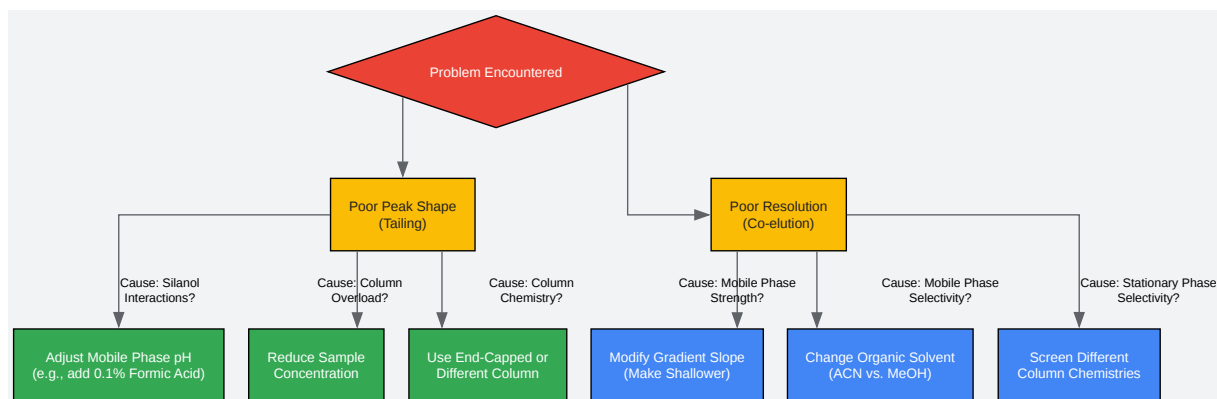 Problem Encountered
Poor Peak Shape
(Tailing)
Poor Resolution
(Co-elution)
Cause: Silanol
Interactions?
Cause: Column
Overload?
Cause: Column
Chemistry?
Cause: Mobile Phase
Strength?
Cause: Mobile Phase
Selectivity?
Cause: Stationary Phase
Selectivity?
Adjust Mobile Phase pH
(e.g., add 0.1% Formic Acid)
Reduce Sample
Concentration
Use End-Capped or
Different Column
Modify Gradient Slope
(Make Shallower)
Change Organic Solvent
(ACN vs. MeOH)
Screen Different
Column Chemistries